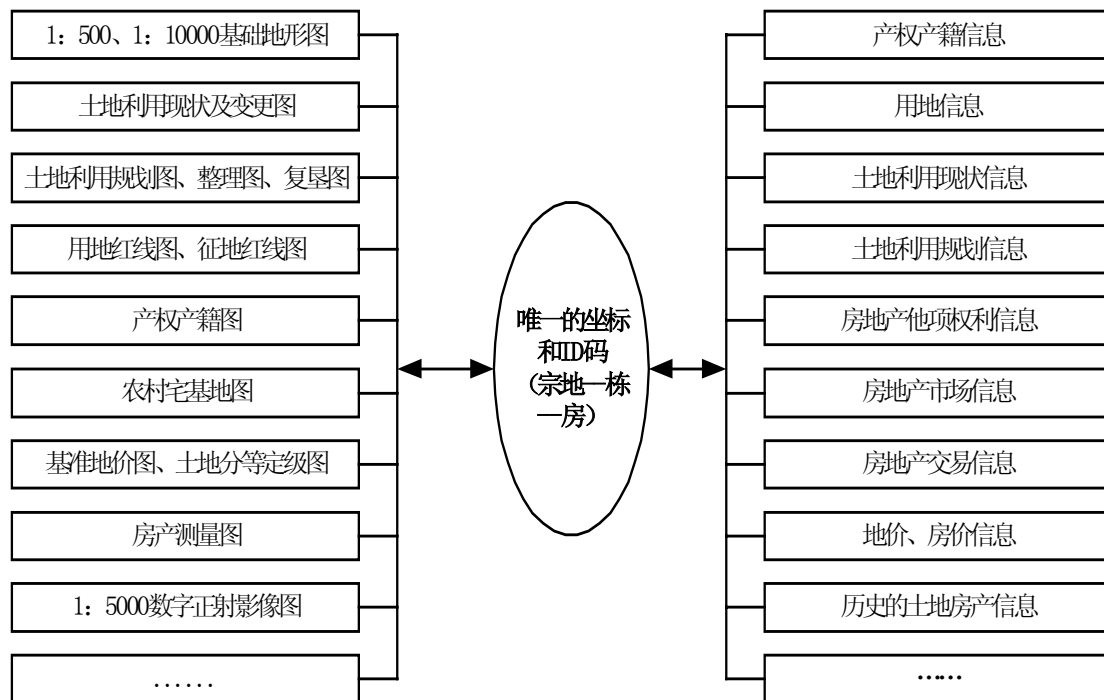 1：500、1：10000基础地形图
土地利用现状及变更图
土地利用规划图、整理图、复垦图
用地红线图、征地红线图
产权产籍图
农村宅基地图
基准地价图、土地分等定级图
房产测量图
1：5000数字正射影像图
……
唯一的坐标
和ID码
（宗地—栋
—房）
产权产籍信息
用地信息
土地利用现状信息
土地利用规划信息
房地产他项权利信息
房地产市场信息
房地产交易信息
地价、房价信息
历史的土地房产信息
……